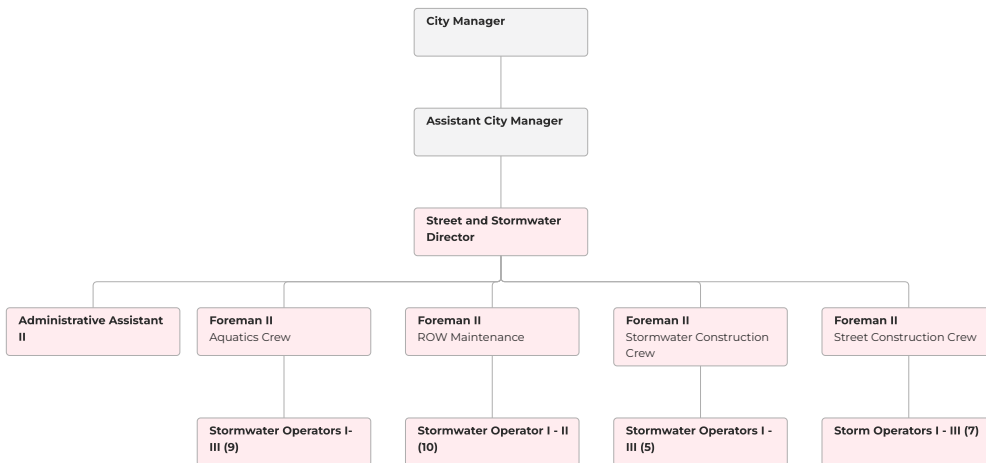 City Manager
Assistant City Manager
Street and Stormwater
Director
Administrative Assistant
II
Foreman II
Aquatics Crew
Foreman II
ROW Maintenance
Foreman II
Stormwater Construction
Crew
Foreman II
Street Construction Crew
Stormwater Operators I-
III (9)
Stormwater Operator I - II
(10)
Stormwater Operators I -
III (5)
Storm Operators I - III (7)